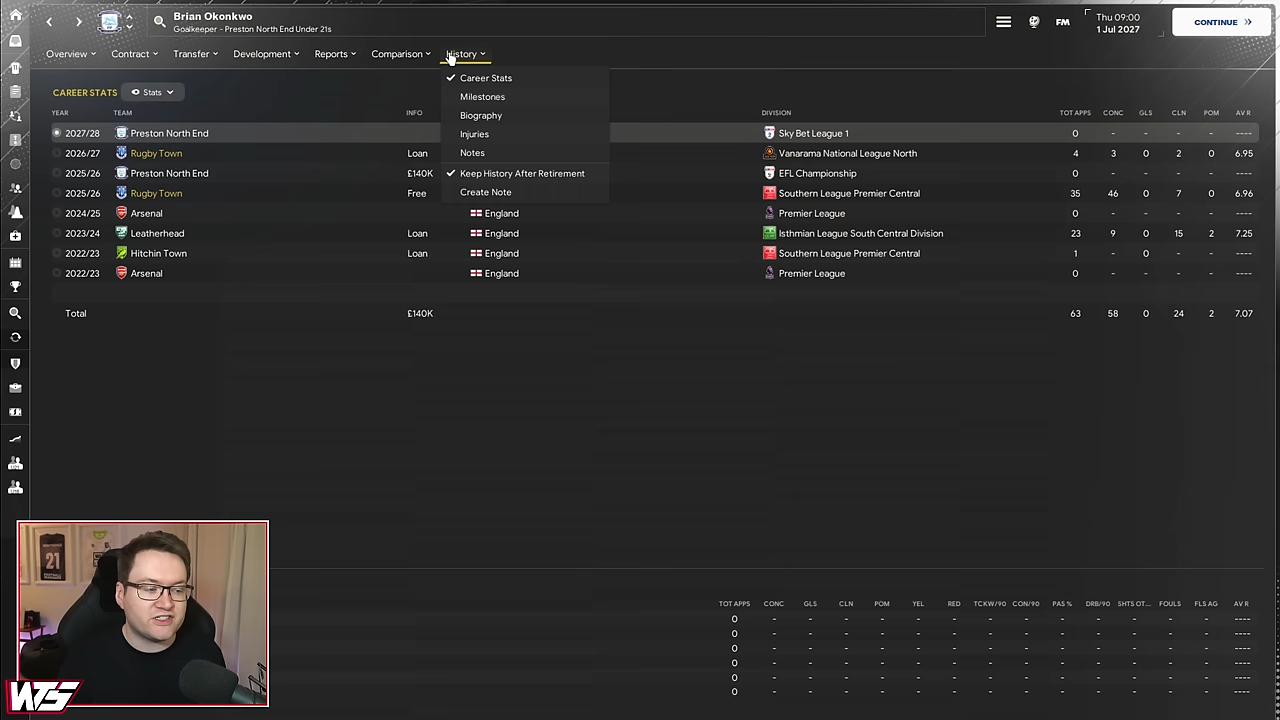 Brian Okonkwo
Goalkeeper - Preston North End Under 21s
FM
Thu 09:00
1 Jul 2027
CONTINUE
Overview Contract Transfer Development Reports Comparison History
CAREER STATS Stats
Career Stats
Milestones
Biography
Injuries
Notes
Keep History After Retirement
Create Note
YEAR TEAM INFO DIVISION TOT APPS CONC GLS CLN POM AV R
2027/28 Preston North End Sky Bet League 1 0 - - - - ----
2026/27 Rugby Town Loan Vanarama National League North 4 3 0 2 0 6.95
2025/26 Preston North End £140K EFL Championship 0 - - - - ----
2025/26 Rugby Town Free Southern League Premier Central 35 46 0 7 0 6.96
2024/25 Arsenal England Premier League 0 - - - - ----
2023/24 Leatherhead Loan England Isthmian League South Central Division 23 9 0 15 2 7.25
2022/23 Hitchin Town Loan England Southern League Premier Central 1 - 0 - - ----
2022/23 Arsenal England Premier League 0 - - - - ----
Total £140K 63 58 0 24 2 7.07
TOT APPS CONC GLS CLN POM YEL RED TCKW/90 CON/90 PAS % DRB/90 SHTS OT... FOULS FLS AG AV R
0 - - - - - - - - - - - - - ----
0 - - - - - - - - - - - - - ----
0 - - - - - - - - - - - - - ----
0 - - - - - - - - - - - - - ----
0 - - - - - - - - - - - - - ----
0 - - - - - - - - - - - - - ----
21
WTS